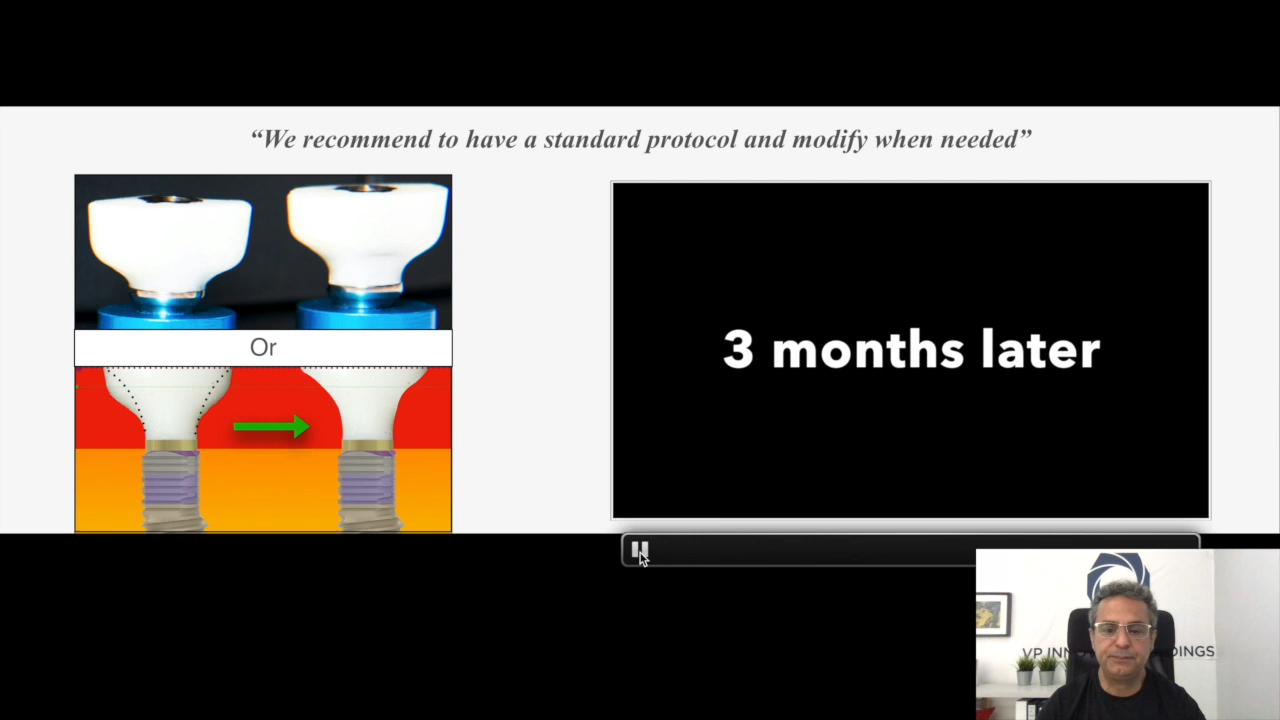 “We recommend to have a standard protocol and modify when needed”
Or
3 months later
VP INN
DINGS